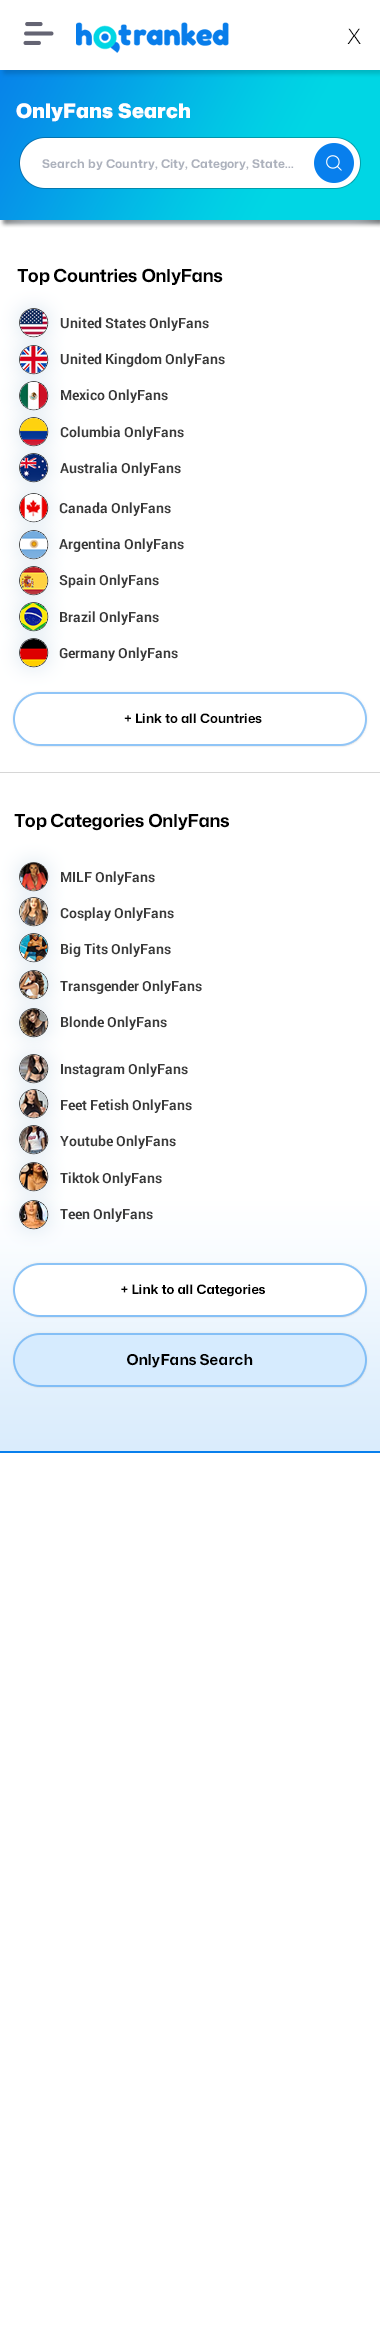 hotranked
X
OnlyFans Search
Search by Country, City, Category, State...
Top Countries OnlyFans
United States OnlyFans
United Kingdom OnlyFans
Mexico OnlyFans
Columbia OnlyFans
Australia OnlyFans
Canada OnlyFans
Argentina OnlyFans
Spain OnlyFans
Brazil OnlyFans
Germany OnlyFans
+ Link to all Countries
Top Categories OnlyFans
MILF OnlyFans
Cosplay OnlyFans
Big Tits OnlyFans
Transgender OnlyFans
Blonde OnlyFans
Instagram OnlyFans
Feet Fetish OnlyFans
Youtube OnlyFans
Tiktok OnlyFans
Teen OnlyFans
+ Link to all Categories
OnlyFans Search